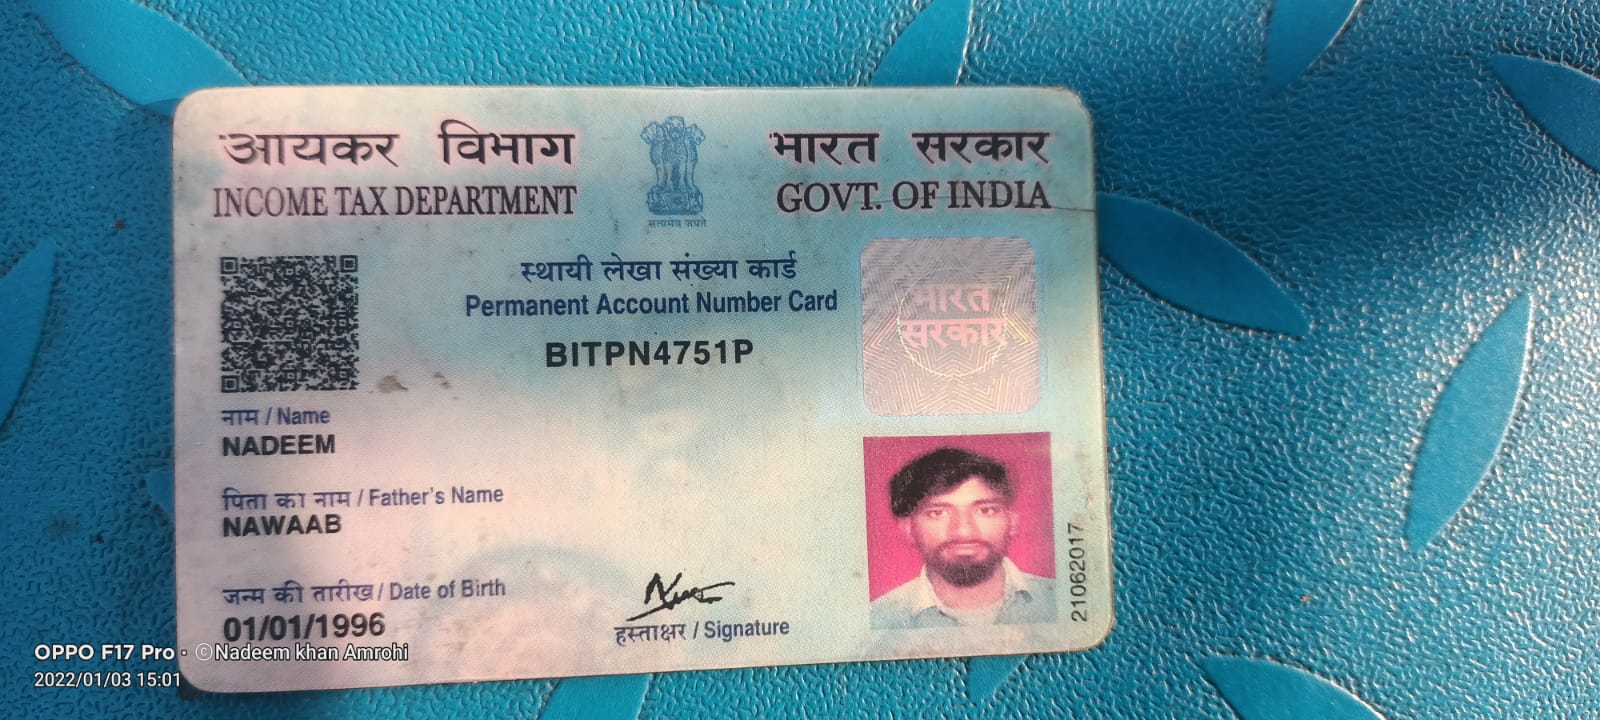 आयकर विभाग
INCOME TAX DEPARTMENT
सत्यमेव जयते
भारत सरकार
GOVT. OF INDIA
स्थायी लेखा संख्या कार्ड
Permanent Account Number Card
BITPN4751P
भारत
सरकार
नाम / Name
NADEEM
पिता का नाम / Father's Name
NAWAAB
जन्म की तारीख / Date of Birth
01/01/1996
हस्ताक्षर / Signature
21062017
OPPO F17 Pro · ©Nadeem khan Amrohi
2022/01/03 15:01